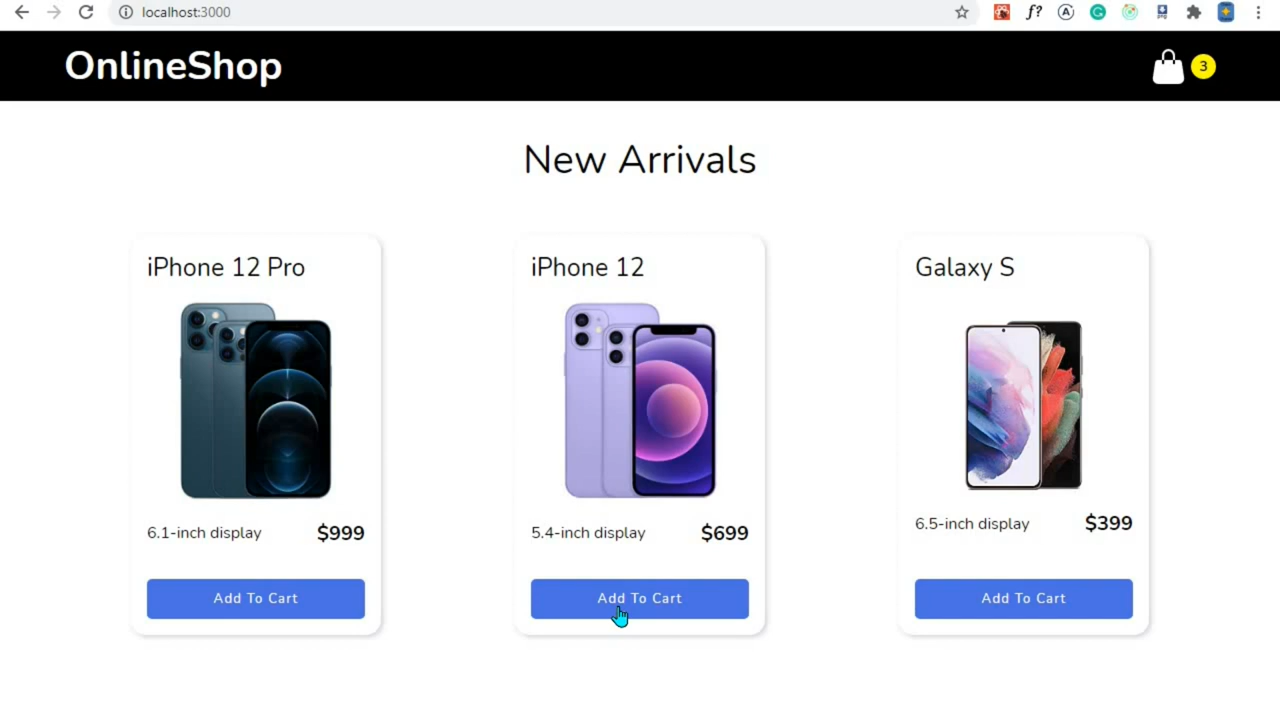 localhost:3000
f?
A
OnlineShop
3
New Arrivals
iPhone 12 Pro
iPhone 12
Galaxy S
6.1-inch display
$999
5.4-inch display
$699
6.5-inch display
$399
Add To Cart
Add To Cart
Add To Cart